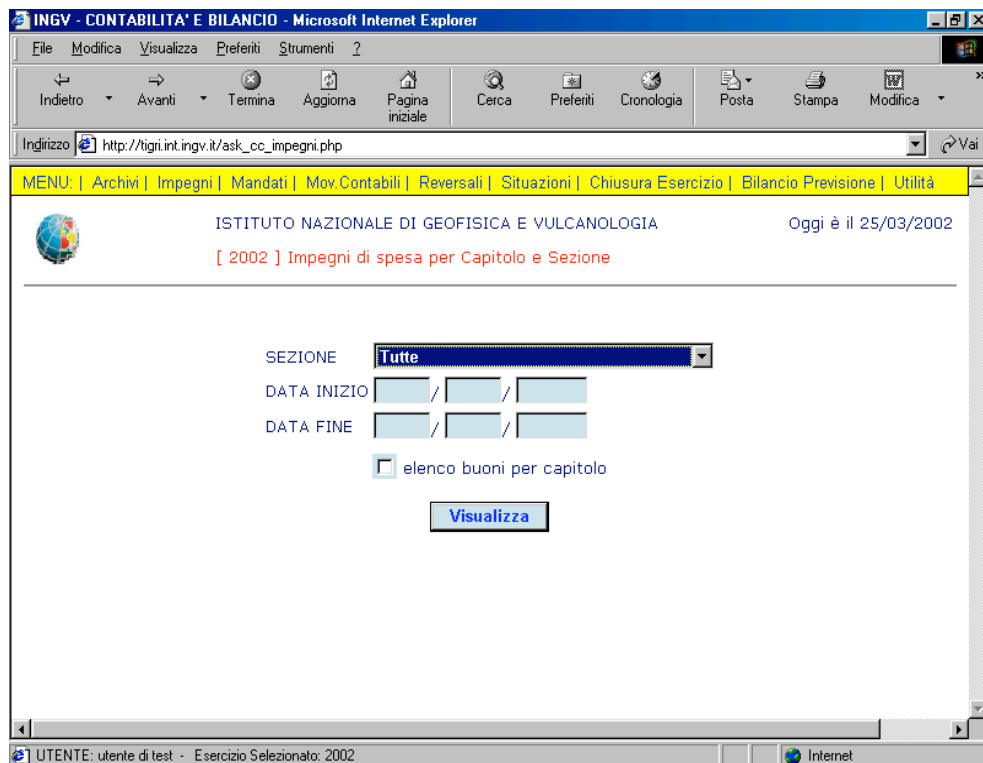 INGV - CONTABILITA' E BILANCIO - Microsoft Internet Explorer
File Modifica Visualizza Preferiti Strumenti ?
Indietro Avanti Termina Aggiorna Pagina iniziale Cerca Preferiti Cronologia Posta Stampa Modifica »
Indirizzo http://tigri.int.ingv.it/ask_cc_impegni.php Vai
MENU: | Archivi | Impegni | Mandati | Mov.Contabili | Reversali | Situazioni | Chiusura Esercizio | Bilancio Previsione | Utilità
ISTITUTO NAZIONALE DI GEOFISICA E VULCANOLOGIA Oggi è il 25/03/2002
[ 2002 ] Impegni di spesa per Capitolo e Sezione
SEZIONE Tutte
DATA INIZIO / /
DATA FINE / /
elenco buoni per capitolo
Visualizza
UTENTE: utente di test - Esercizio Selezionato: 2002 Internet